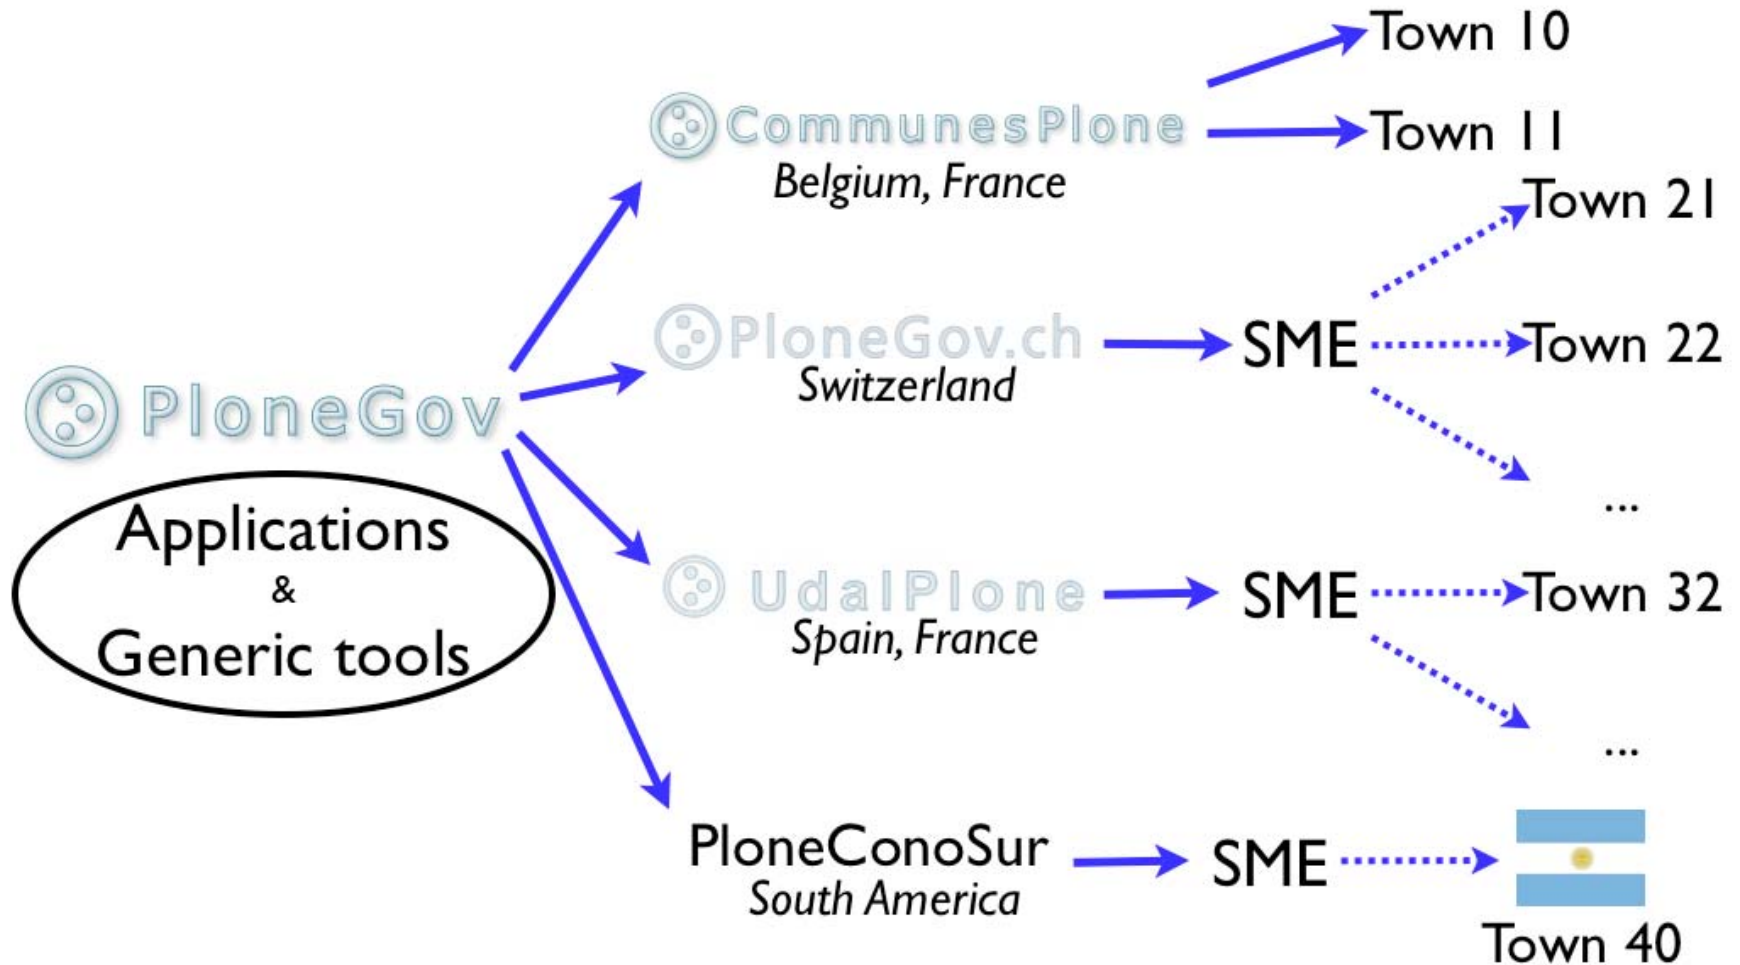 Town 10
CommunesPlone
Town 11
Belgium, France
Town 21
PloneGov.ch
SME
Town 22
Switzerland
PloneGov
...
Applications
&
Generic tools
UdalPlone
SME
Town 32
Spain, France
...
PloneConoSur
SME
South America
Town 40